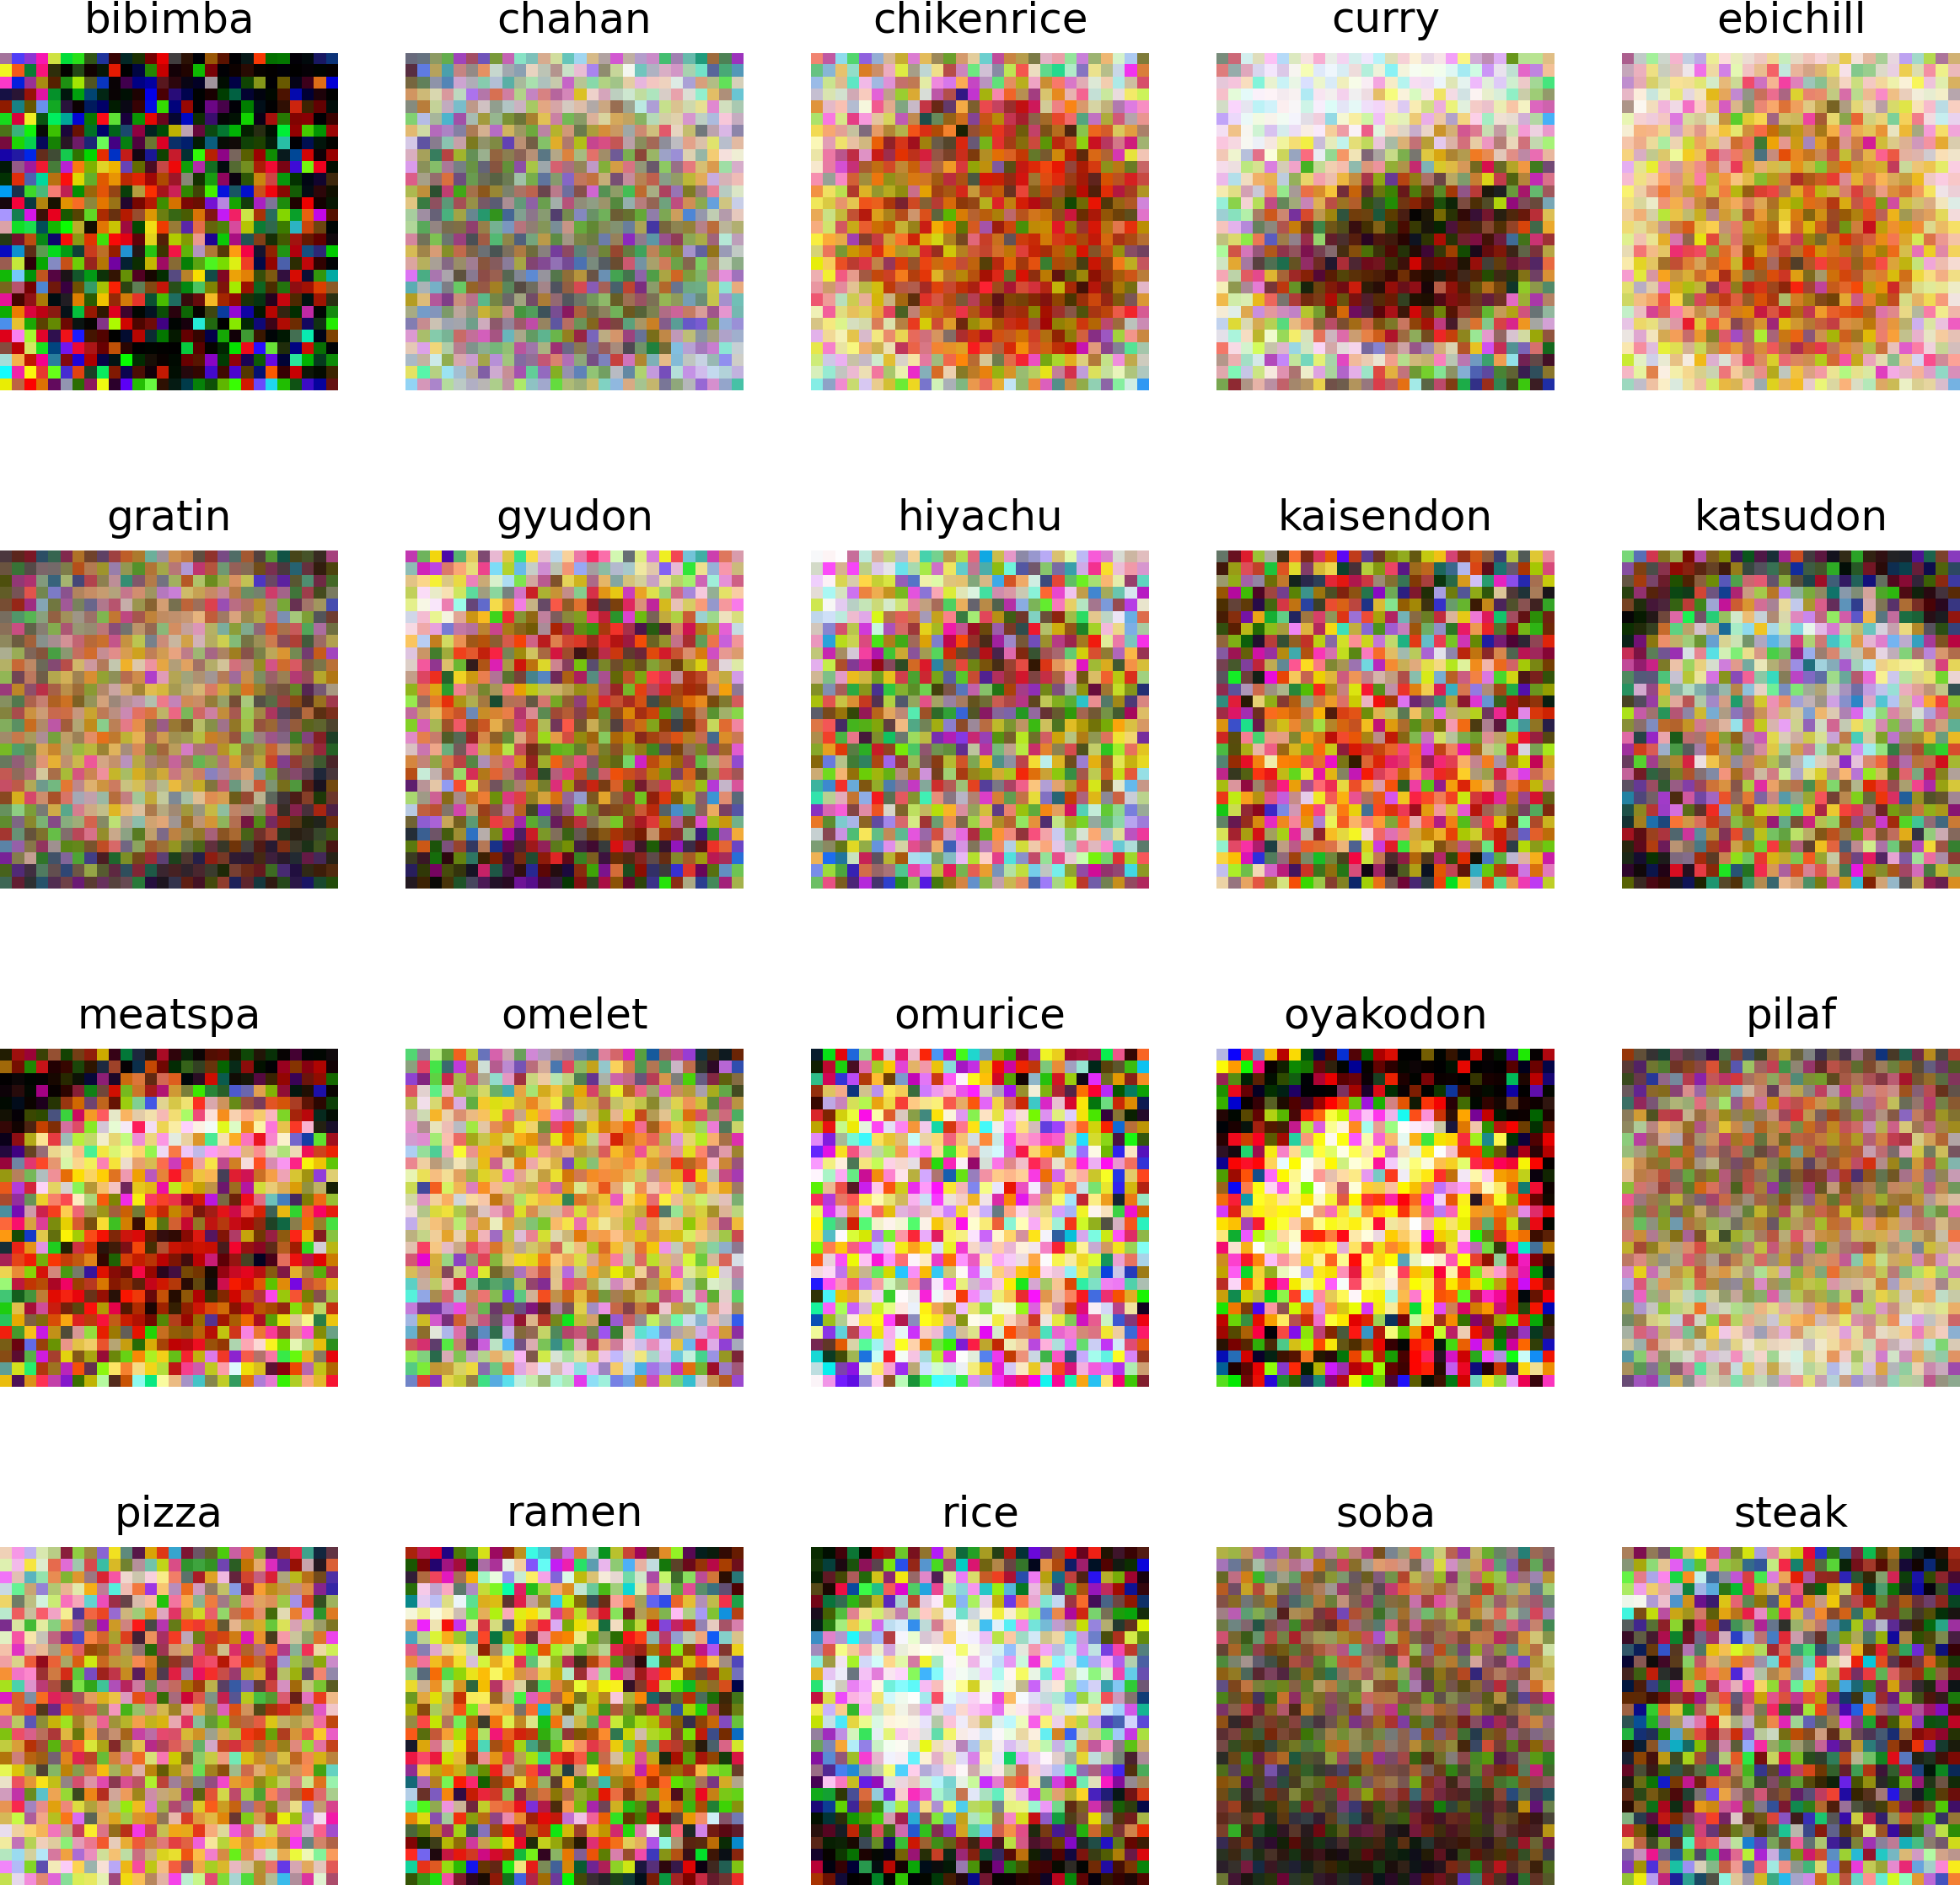 bibimba chahan chikenrice curry ebichill
gratin gyudon hiyachu kaisendon katsudon
meatspa omelet omurice oyakodon pilaf
pizza ramen rice soba steak